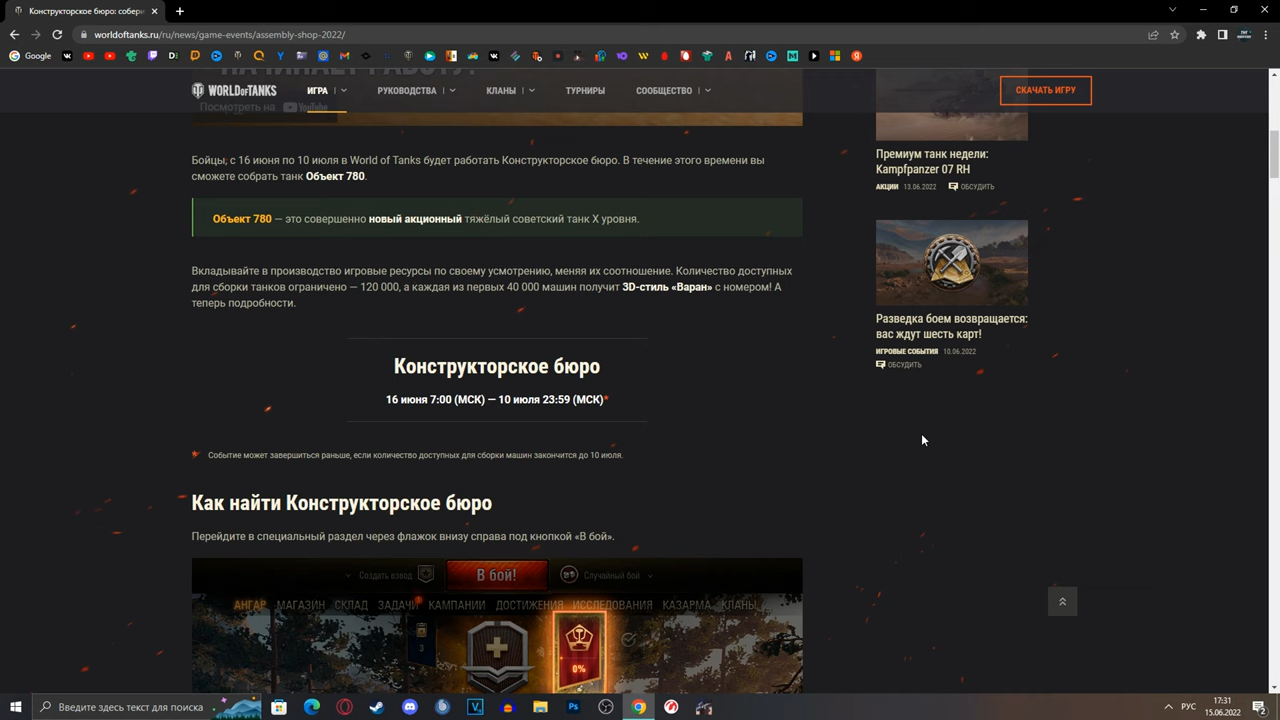 World of Tanks: собер
worldoftanks.ru/ru/news/game-events/assembly-shop-2022/
Google
WORLD OF TANKS
ИГРА
РУКОВОДСТВА
КЛАНЫ
ТУРНИРЫ
СООБЩЕСТВО
СКАЧАТЬ ИГРУ
Посмотреть на YouTube
Бойцы, с 16 июня по 10 июля в World of Tanks будет работать Конструкторское бюро. В течение этого времени вы
сможете собрать танк Объект 780.
Объект 780 — это совершенно новый акционный тяжёлый советский танк X уровня.
Вкладывайте в производство игровые ресурсы по своему усмотрению, меняя их соотношение. Количество доступных
для сборки танков ограничено — 120 000, а каждая из первых 40 000 машин получит 3D-стиль «Варан» с номером! А
теперь подробности.
Конструкторское бюро
16 июня 7:00 (МСК) — 10 июля 23:59 (МСК)*
* Событие может завершиться раньше, если количество доступных для сборки машин закончится до 10 июля.
Как найти Конструкторское бюро
Перейдите в специальный раздел через флажок внизу справа под кнопкой «В бой».
Создать взвод
В бой!
Случайный бой
АНГАР МАГАЗИН СКЛАД ЗАДАЧИ КАМПАНИИ ДОСТИЖЕНИЯ ИССЛЕДОВАНИЯ КАЗАРМА КЛАНЫ
3
0%
Премиум танк недели:
Kampfpanzer 07 RH
АКЦИИ 13.06.2022 ОБСУДИТЬ
Разведка боем возвращается:
вас ждут шесть карт!
ИГРОВЫЕ СОБЫТИЯ 10.06.2022
ОБСУДИТЬ
Введите здесь текст для поиска
РУС
17:31
15.06.2022
2